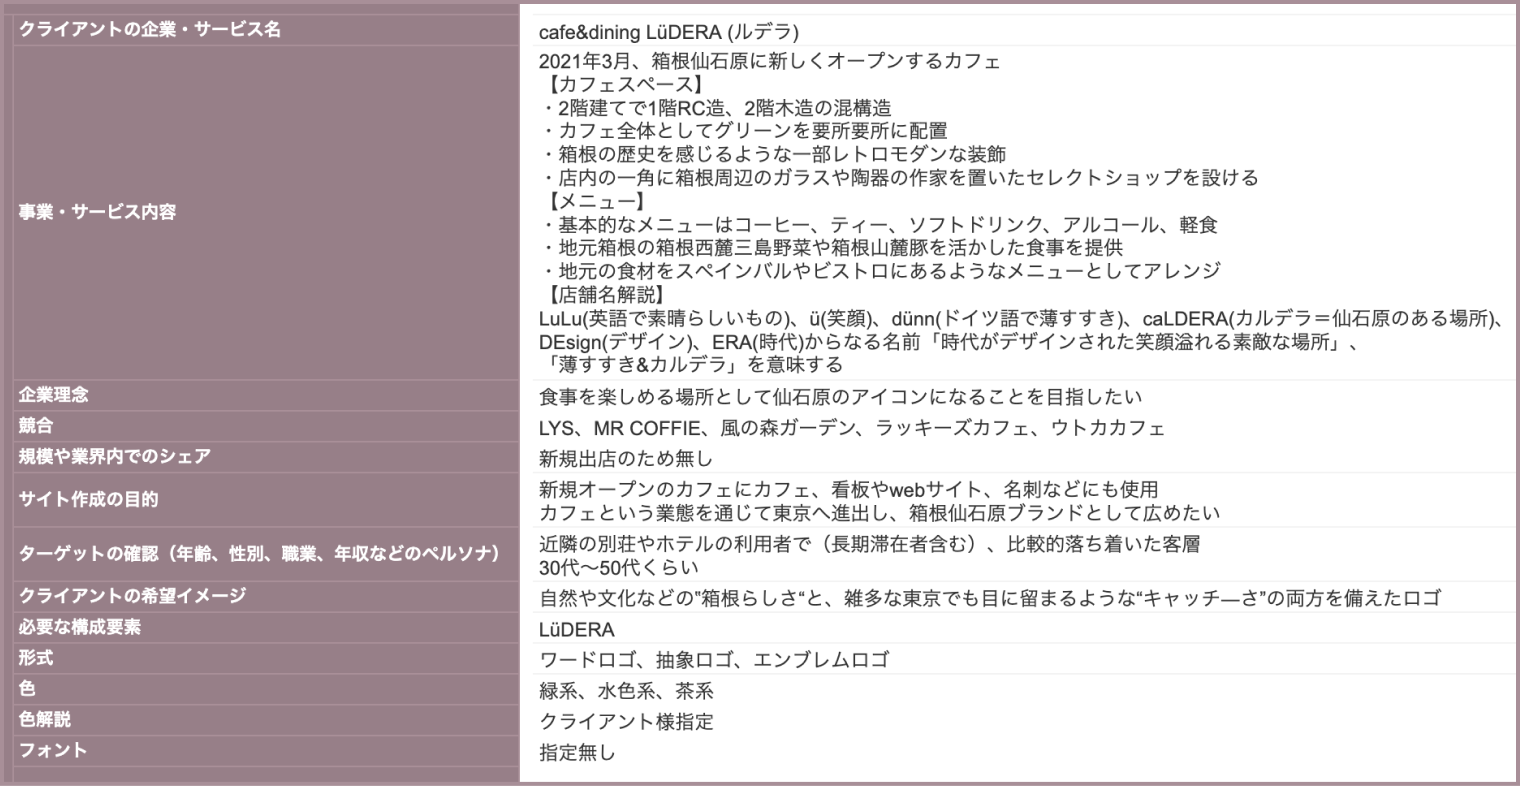 クライアントの企業・サービス名
cafe&dining LüDERA (ルデラ)
事業・サービス内容
2021年3月、箱根仙石原に新しくオープンするカフェ
【カフェスペース】
・2階建てで1階RC造、2階木造の混構造
・カフェ全体としてグリーンを要所要所に配置
・箱根の歴史を感じるような一部レトロモダンな装飾
・店内の一角に箱根周辺のガラスや陶器の作家を置いたセレクトショップを設ける
【メニュー】
・基本的なメニューはコーヒー、ティー、ソフトドリンク、アルコール、軽食
・地元箱根の箱根西麓三島野菜や箱根山麓豚を活かした食事を提供
・地元の食材をスペインバルやビストロにあるようなメニューとしてアレンジ
【店舗名解説】
LuLu(英語で素晴らしいもの)、ü(笑顔)、dünn(ドイツ語で薄すすき)、caLDERA(カルデラ＝仙石原のある場所)、
DEsign(デザイン)、ERA(時代)からなる名前「時代がデザインされた笑顔溢れる素敵な場所」、
「薄すすき&カルデラ」を意味する
企業理念
食事を楽しめる場所として仙石原のアイコンになることを目指したい
競合
LYS、MR COFFIE、風の森ガーデン、ラッキーズカフェ、ウトカカフェ
規模や業界内でのシェア
新規出店のため無し
サイト作成の目的
新規オープンのカフェにカフェ、看板やwebサイト、名刺などにも使用
カフェという業態を通じて東京へ進出し、箱根仙石原ブランドとして広めたい
ターゲットの確認（年齢、性別、職業、年収などのペルソナ）
近隣の別荘やホテルの利用者で（長期滞在者含む）、比較的落ち着いた客層
30代〜50代くらい
クライアントの希望イメージ
自然や文化などの‟箱根らしさ“と、雑多な東京でも目に留まるような“キャッチ―さ”の両方を備えたロゴ
必要な構成要素
LüDERA
形式
ワードロゴ、抽象ロゴ、エンブレムロゴ
色
緑系、水色系、茶系
色解説
クライアント様指定
フォント
指定無し